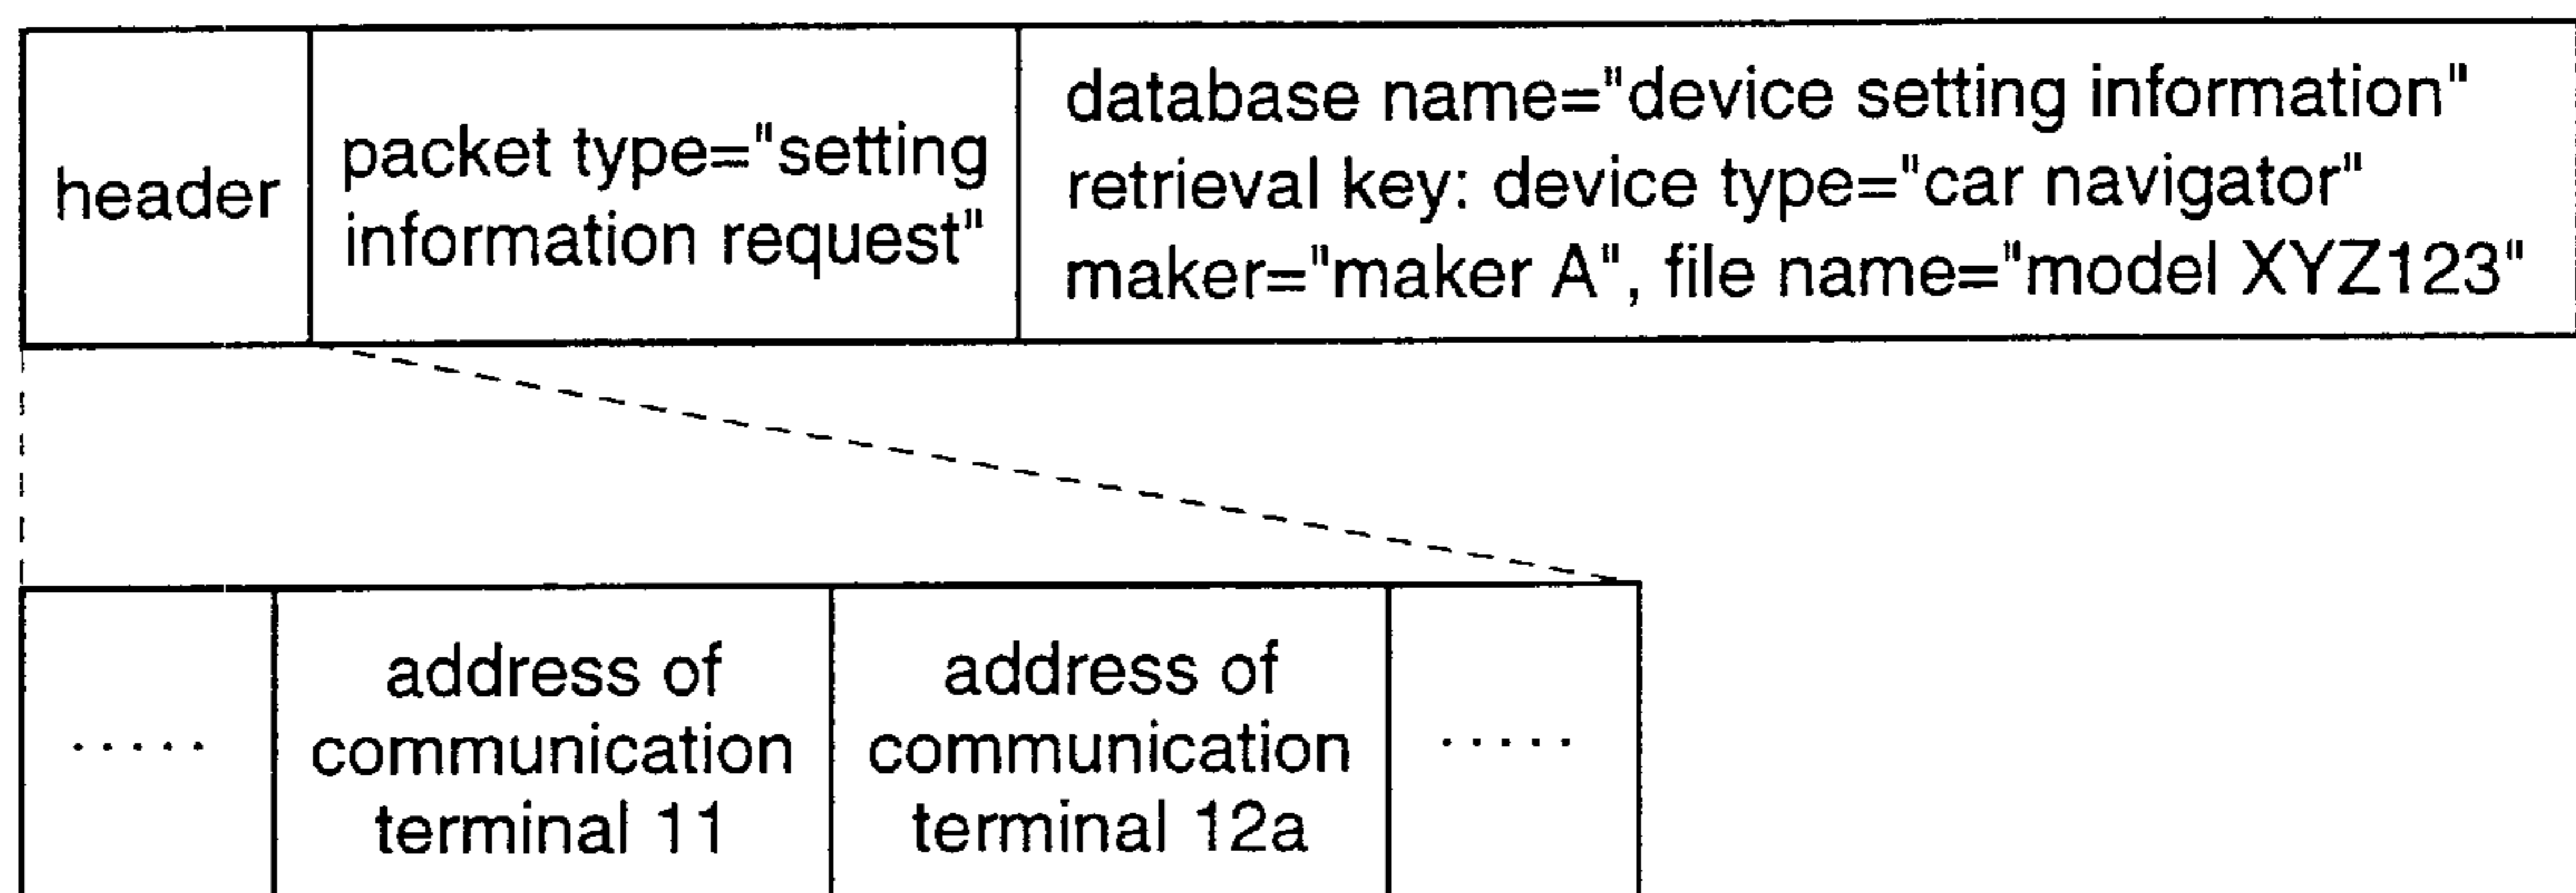 header
packet type="setting
information request"
database name="device setting information"
retrieval key: device type="car navigator"
maker="maker A", file name="model XYZ123"
.....
address of
communication
terminal 11
address of
communication
terminal 12a
.....